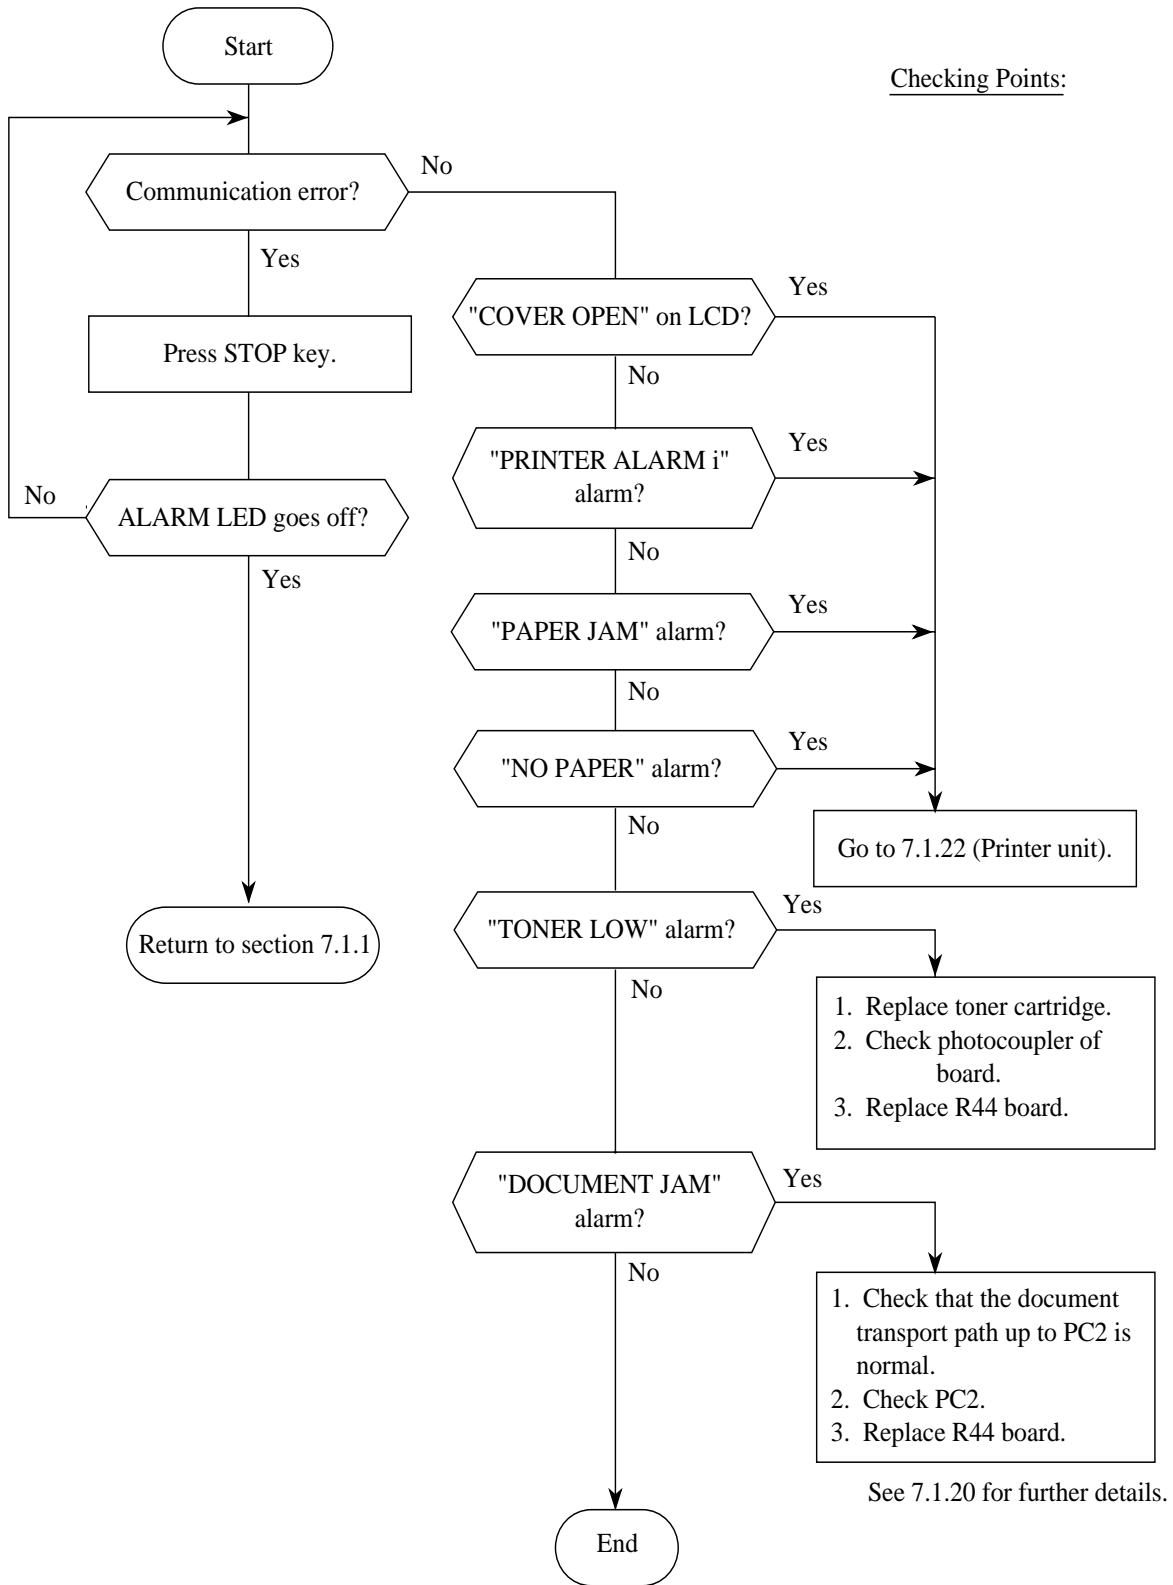 Start
Checking Points:
Communication error?
No
Yes
"COVER OPEN" on LCD?
Yes
Press STOP key.
No
"PRINTER ALARM i"
alarm?
Yes
No
ALARM LED goes off?
No
Yes
"PAPER JAM" alarm?
Yes
No
"NO PAPER" alarm?
Yes
No
Go to 7.1.22 (Printer unit).
"TONER LOW" alarm?
Yes
Return to section 7.1.1
No
1. Replace toner cartridge.
2. Check photocoupler of
board.
3. Replace R44 board.
"DOCUMENT JAM"
alarm?
Yes
No
1. Check that the document
transport path up to PC2 is
normal.
2. Check PC2.
3. Replace R44 board.
See 7.1.20 for further details.
End